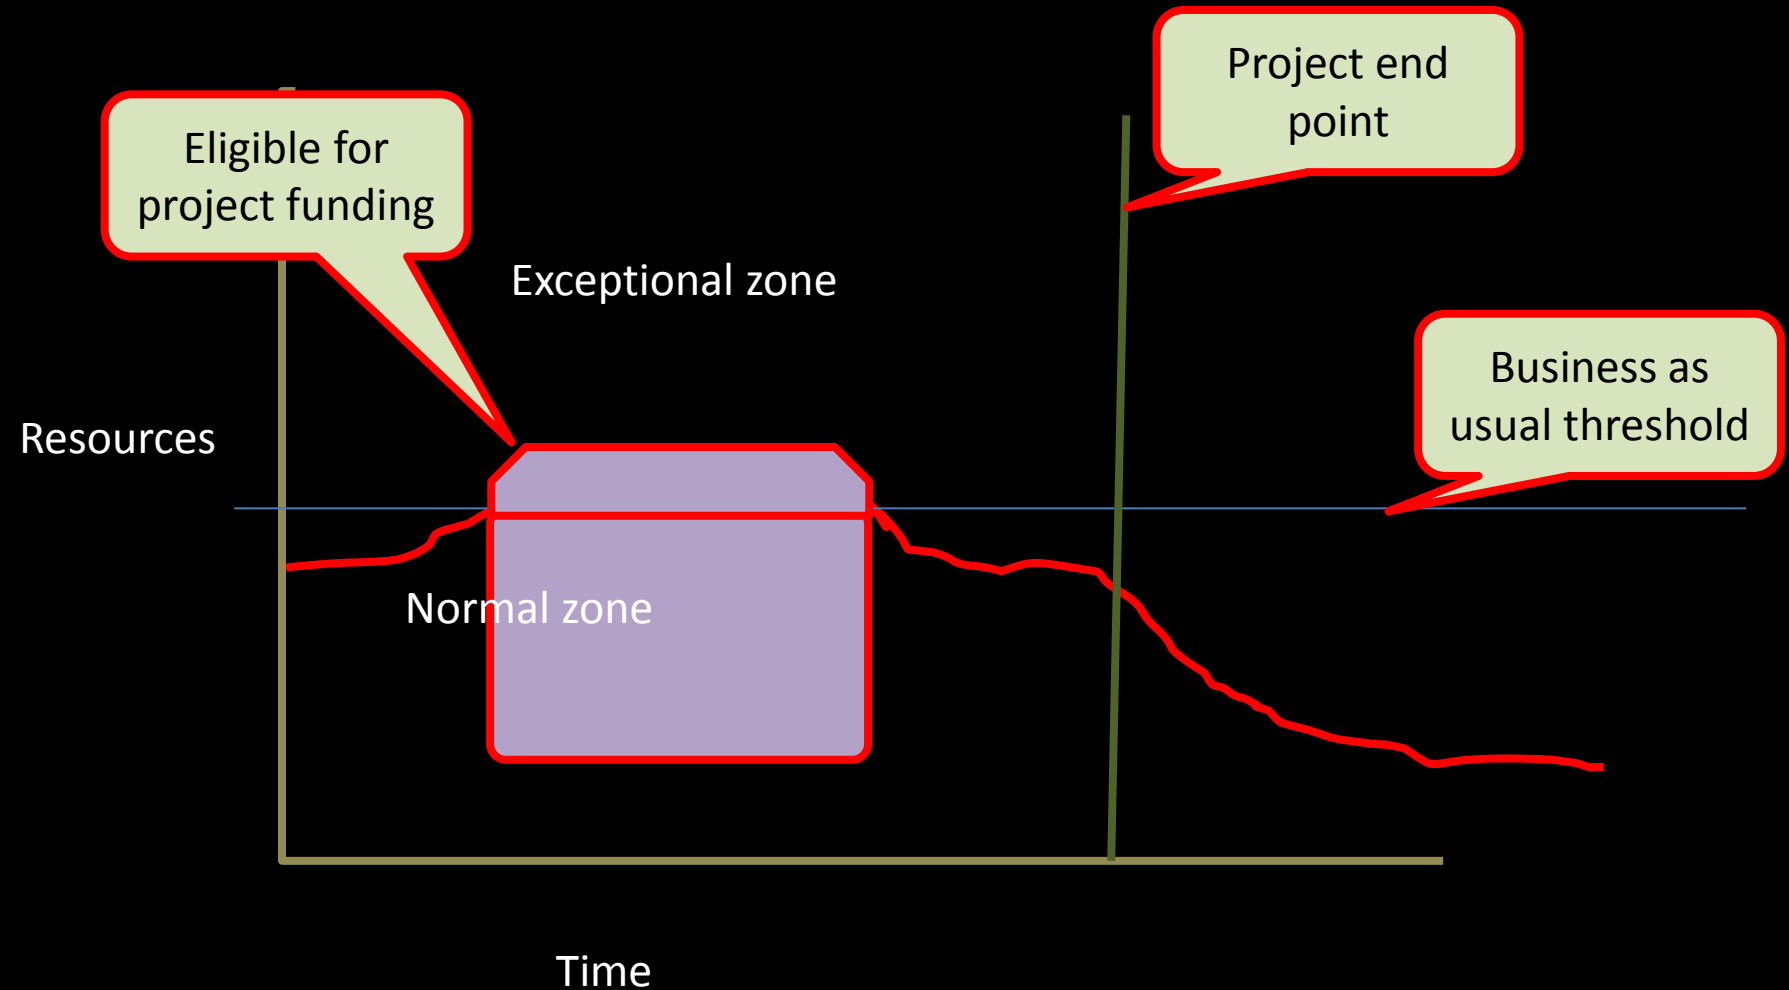 Project end
point
Eligible for
project funding
Exceptional zone
Business as
usual threshold
Resources
Normal zone
Time